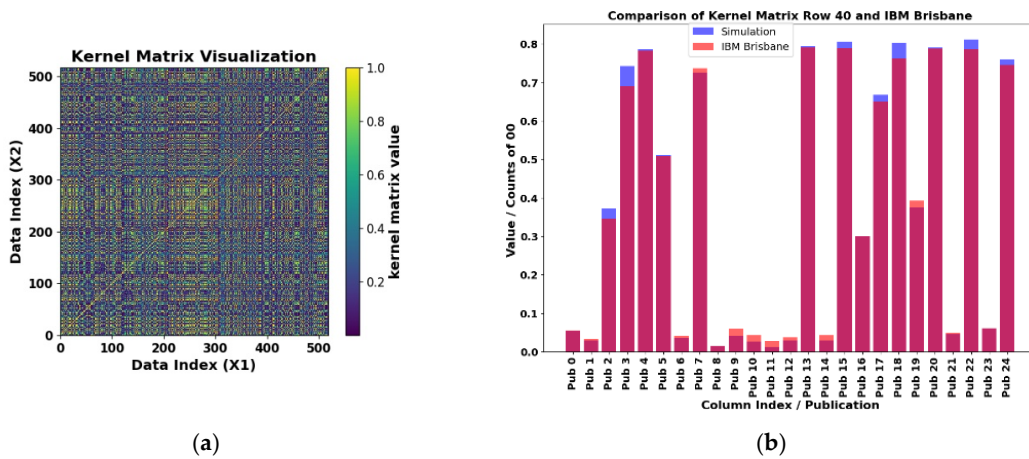 Kernel Matrix Visualization
500
400
300
200
100
0
0
100
200
300
400
500
Data Index (X2)
Data Index (X1)
1.0
0.8
0.6
0.4
0.2
kernel matrix value
(a)
Comparison of Kernel Matrix Row 40 and IBM Brisbane
Simulation
IBM Brisbane
0.8
0.7
0.6
0.5
0.4
0.3
0.2
0.1
0.0
Value / Counts of 00
Pub 0
Pub 1
Pub 2
Pub 3
Pub 4
Pub 5
Pub 6
Pub 7
Pub 8
Pub 9
Pub 10
Pub 11
Pub 12
Pub 13
Pub 14
Pub 15
Pub 16
Pub 17
Pub 18
Pub 19
Pub 20
Pub 21
Pub 22
Pub 23
Pub 24
Column Index / Publication
(b)